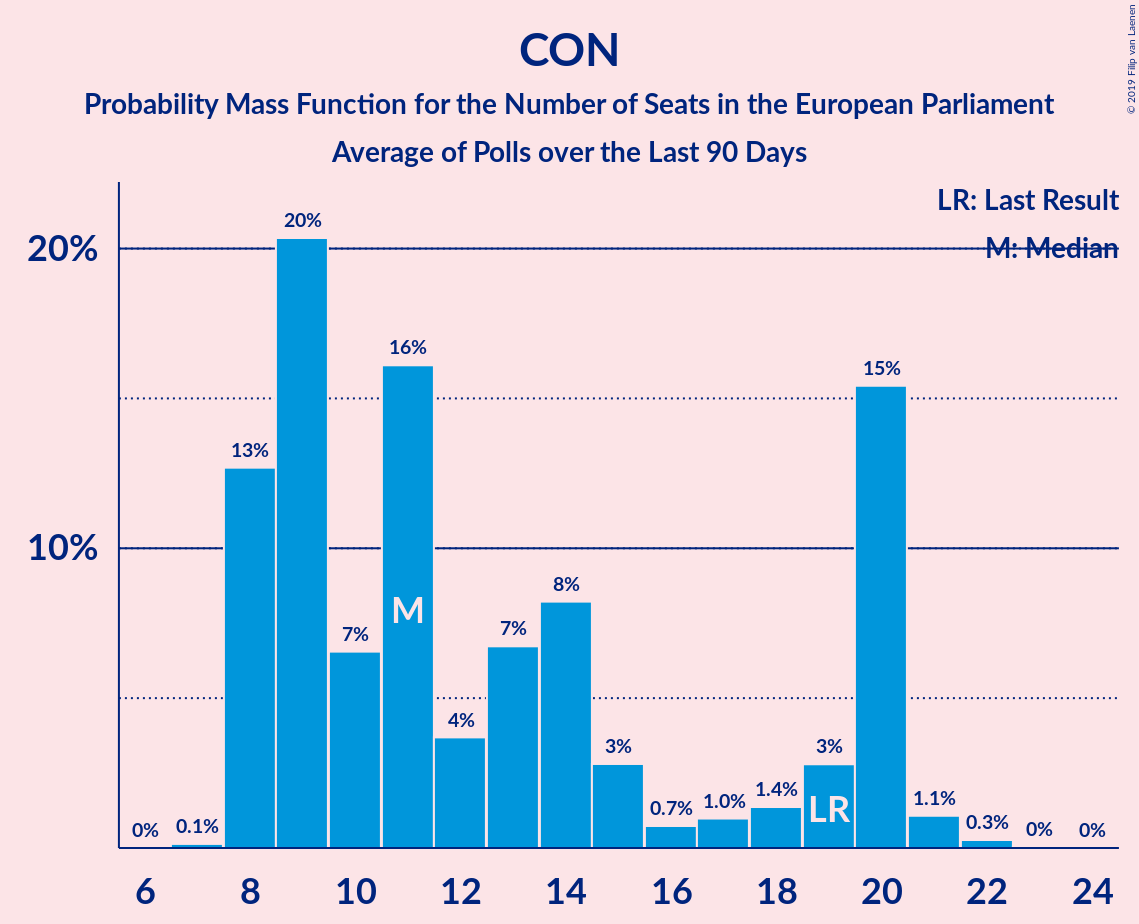 CON
Probability Mass Function for the Number of Seats in the European Parliament
Average of Polls over the Last 90 Days
© 2019 Filip van Laenen
LR: Last Result
M: Median
20%
10%
0%
0.1%
13%
20%
7%
16%
4%
7%
8%
3%
0.7%
1.0%
1.4%
3%
15%
1.1%
0.3%
0%
0%
M
LR
6 8 10 12 14 16 18 20 22 24